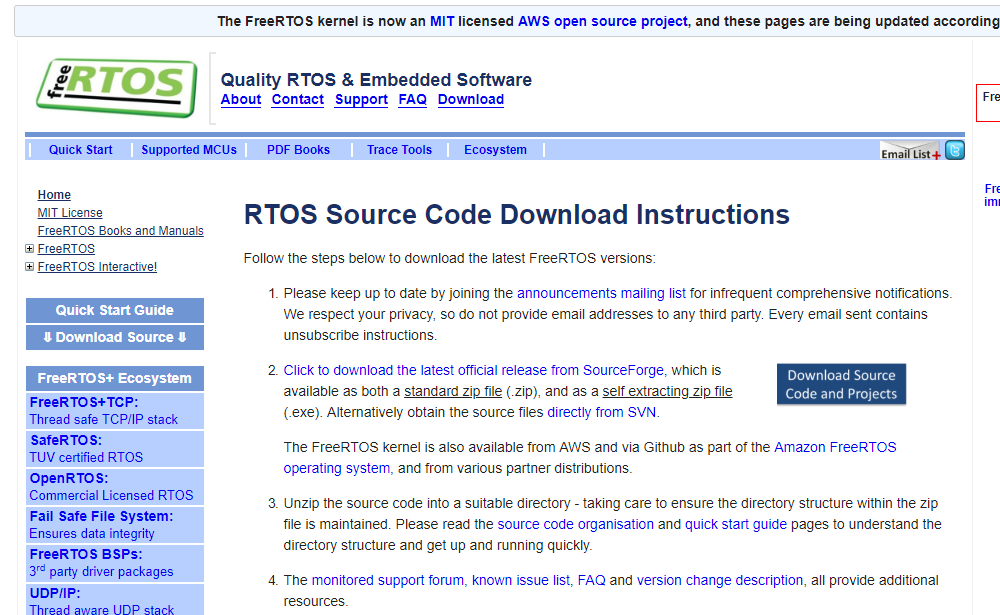 The FreeRTOS kernel is now an MIT licensed AWS open source project, and these pages are being updated according
free RTOS
Quality RTOS & Embedded Software
About Contact Support FAQ Download
Fre
Quick Start Supported MCUs PDF Books Trace Tools Ecosystem Email List+
Home
MIT License
FreeRTOS Books and Manuals
FreeRTOS
FreeRTOS Interactive!
Quick Start Guide
⇓ Download Source ⇓
FreeRTOS+ Ecosystem
FreeRTOS+TCP:
Thread safe TCP/IP stack
SafeRTOS:
TUV certified RTOS
OpenRTOS:
Commercial Licensed RTOS
Fail Safe File System:
Ensures data integrity
FreeRTOS BSPs:
3rd party driver packages
UDP/IP:
Thread aware UDP stack
RTOS Source Code Download Instructions
Follow the steps below to download the latest FreeRTOS versions:
1. Please keep up to date by joining the announcements mailing list for infrequent comprehensive notifications.
We respect your privacy, so do not provide email addresses to any third party. Every email sent contains
unsubscribe instructions.
2. Click to download the latest official release from SourceForge, which is
available as both a standard zip file (.zip), and as a self extracting zip file
(.exe). Alternatively obtain the source files directly from SVN.
Download Source
Code and Projects
The FreeRTOS kernel is also available from AWS and via Github as part of the Amazon FreeRTOS
operating system, and from various partner distributions.
3. Unzip the source code into a suitable directory - taking care to ensure the directory structure within the zip
file is maintained. Please read the source code organisation and quick start guide pages to understand the
directory structure and get up and running quickly.
4. The monitored support forum, known issue list, FAQ and version change description, all provide additional
resources.
Fre
im